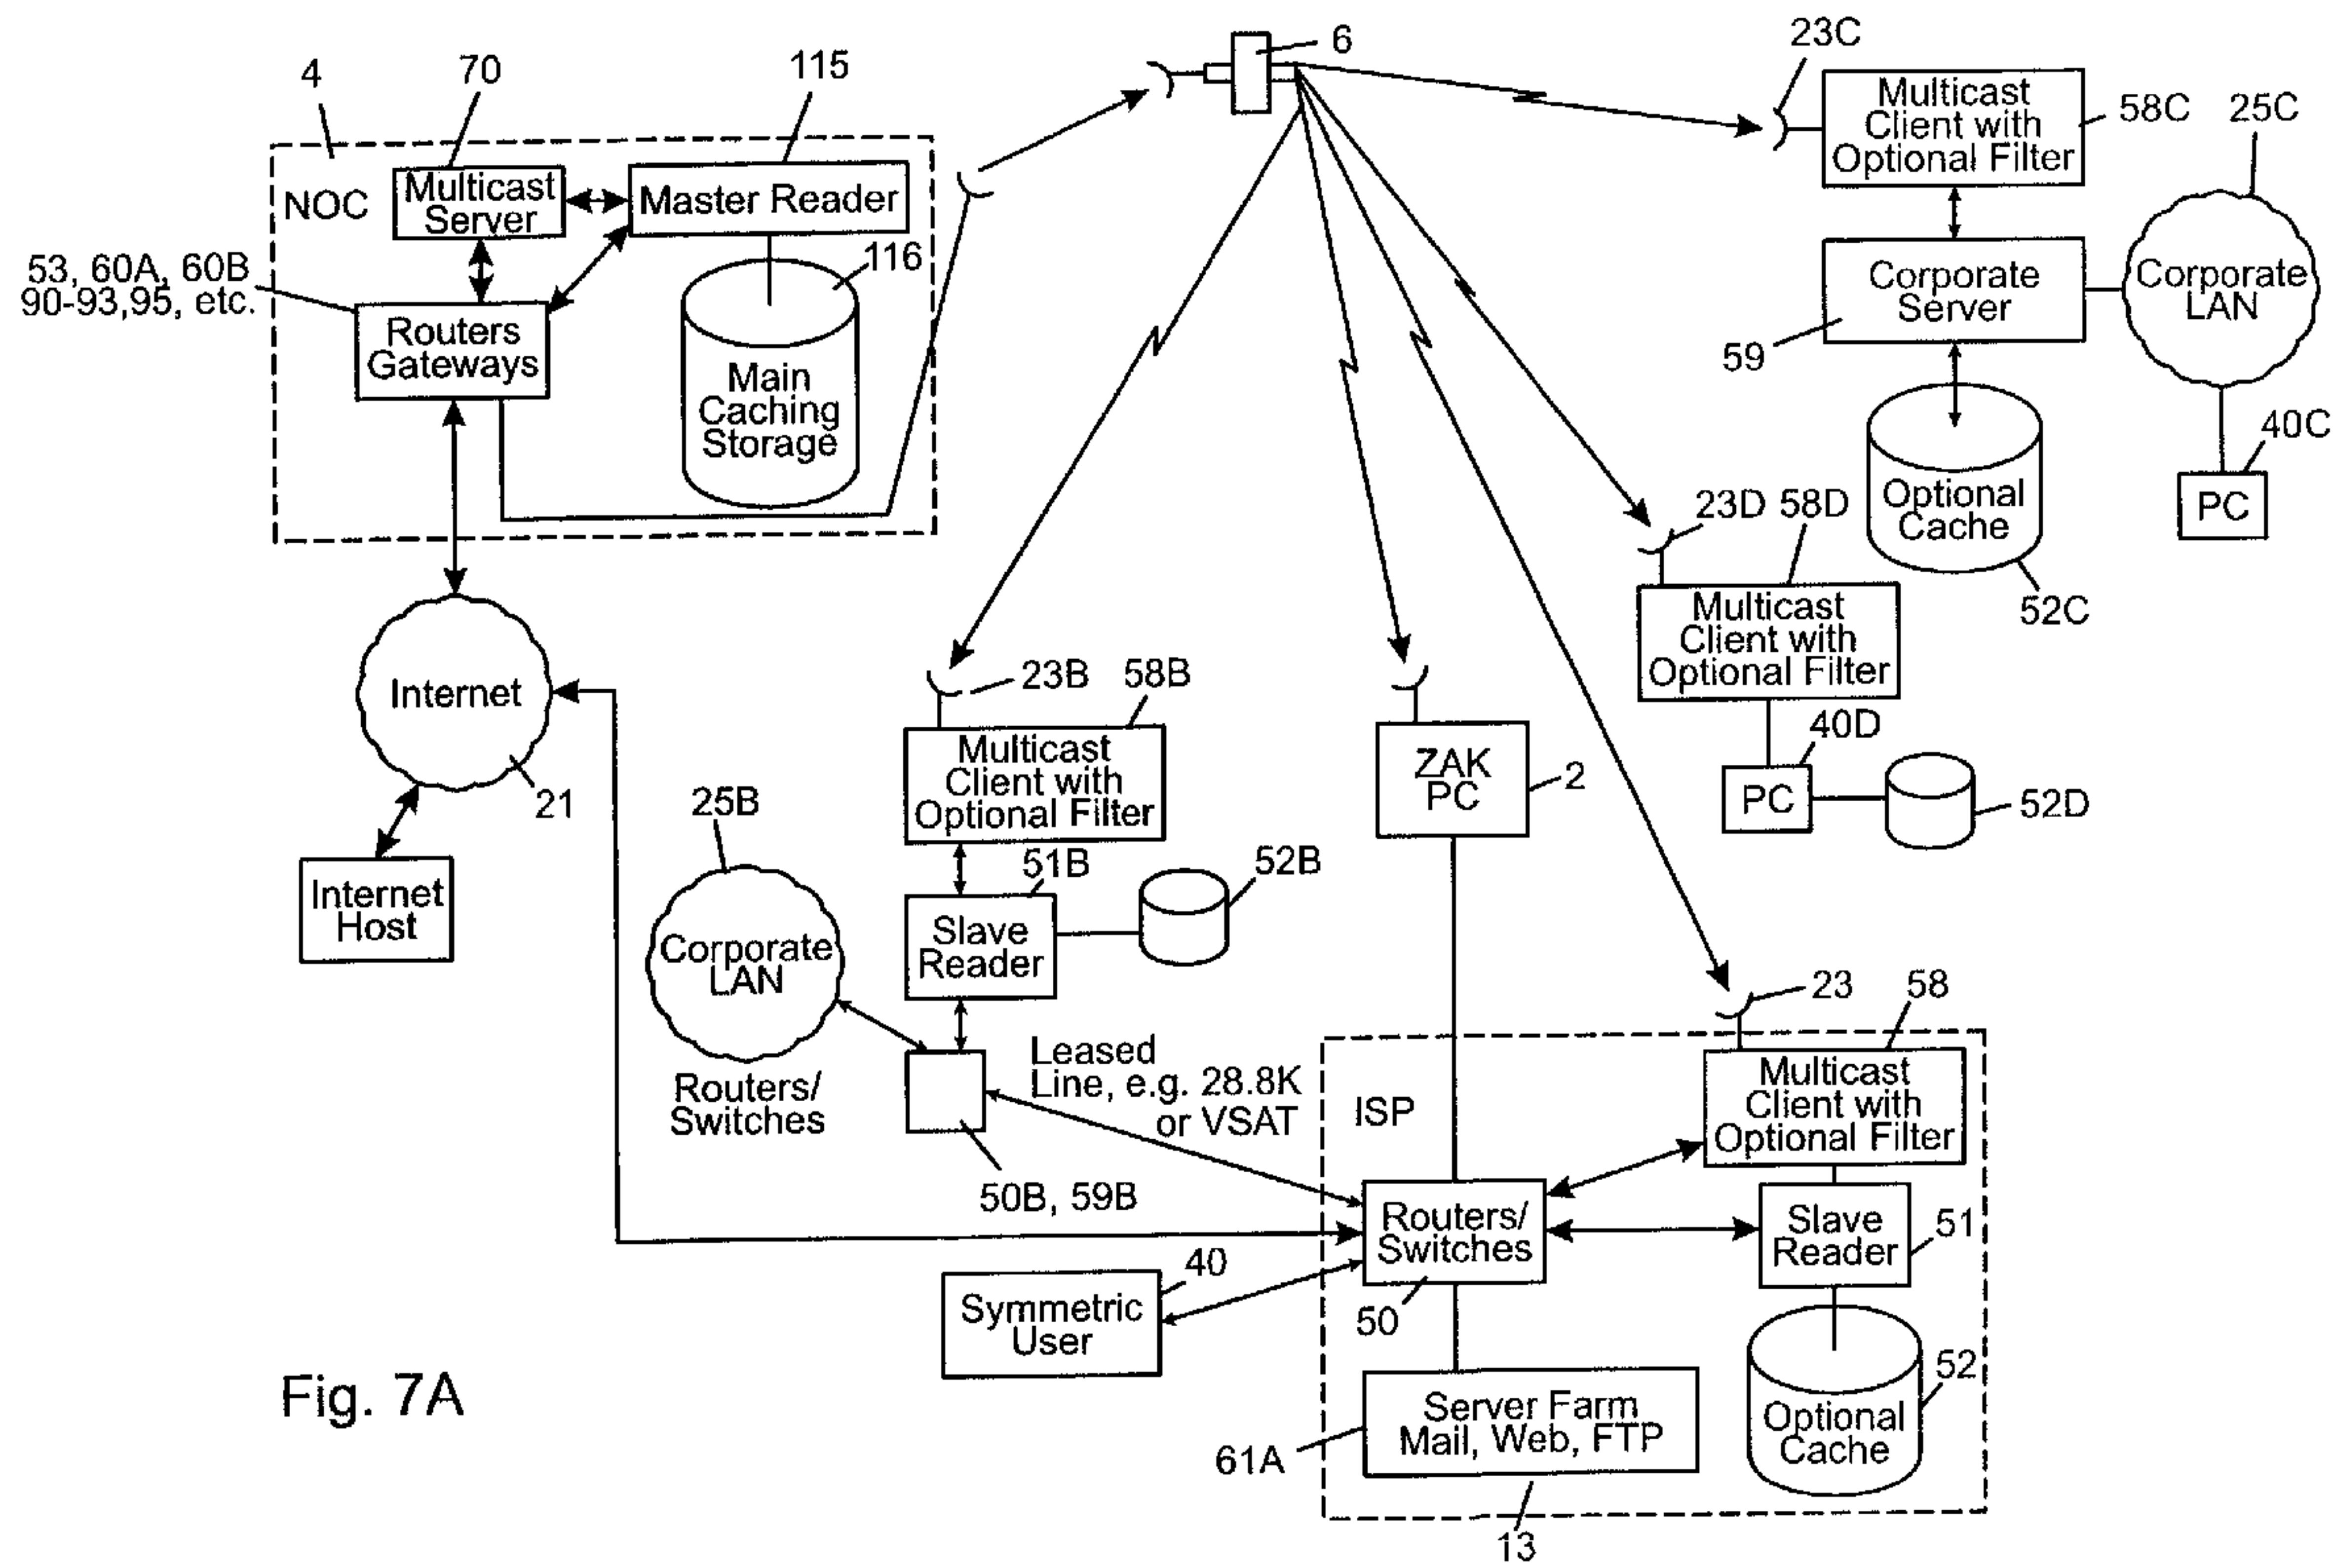 4
70
115
6
23C
Multicast
Client with
Optional Filter
58C
25C
NOC
Multicast
Server
Master Reader
53, 60A, 60B
90-93,95, etc.
116
Routers
Gateways
Main
Caching
Storage
Corporate
Server
59
Corporate
LAN
40C
PC
Optional
Cache
52C
23D
58D
Multicast
Client with
Optional Filter
40D
PC
52D
Internet
21
Internet
Host
23B
58B
Multicast
Client with
Optional Filter
ZAK
PC
2
25B
Corporate
LAN
Routers/
Switches
51B
52B
Slave
Reader
Leased
Line, e.g. 28.8K
or VSAT
50B, 59B
23
58
ISP
Multicast
Client with
Optional Filter
Routers/
Switches
50
Slave
Reader
51
40
Symmetric
User
Server Farm
Mail, Web, FTP
61A
52
Optional
Cache
13
Fig. 7A